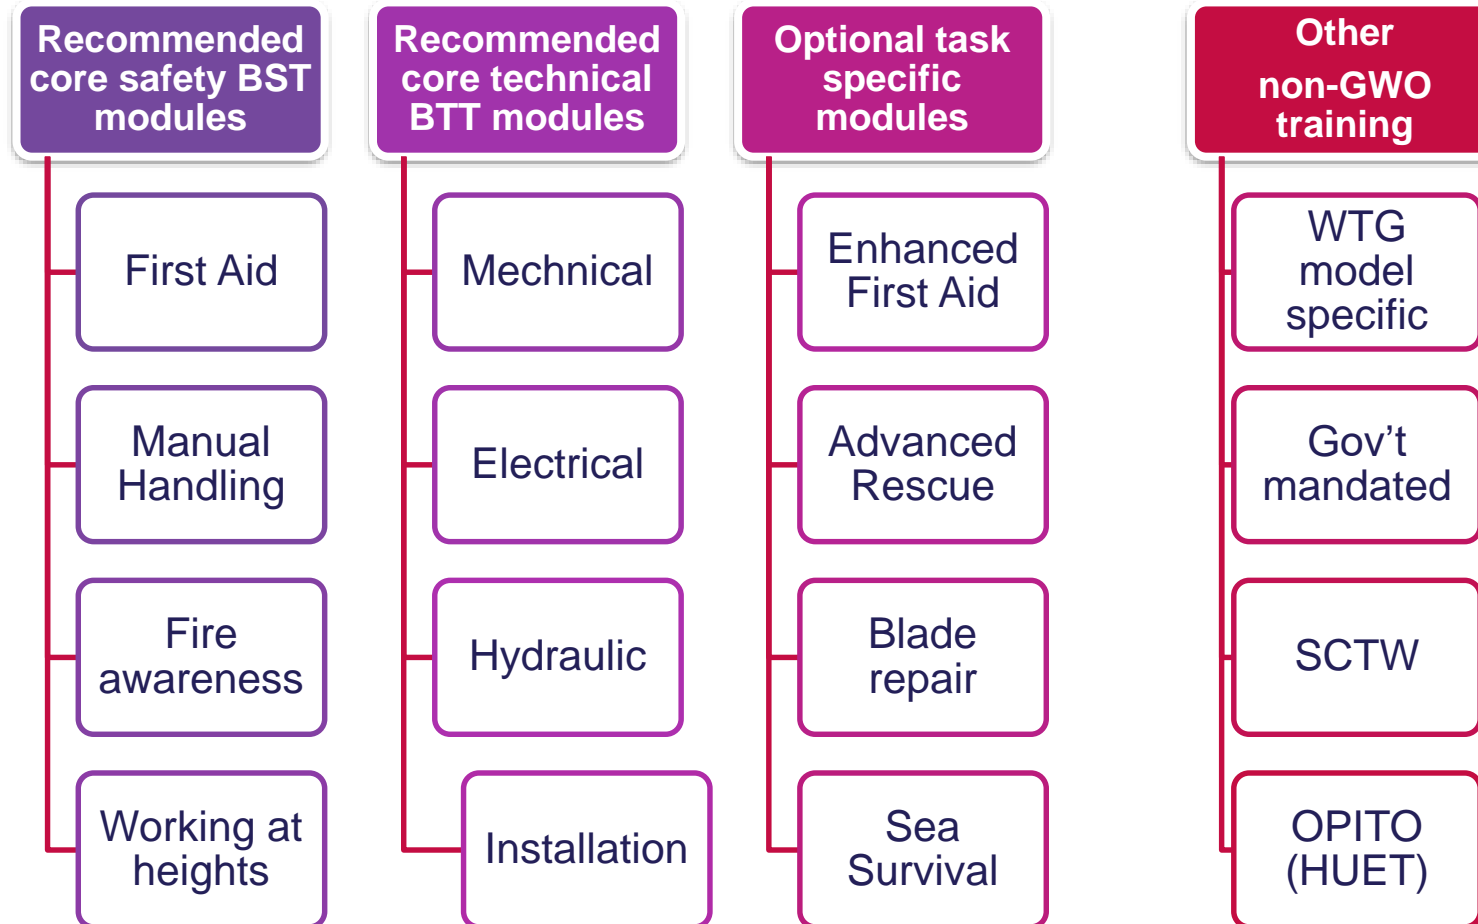 Recommended
core safety BST
modules
First Aid
Manual
Handling
Fire
awareness
Working at
heights
Recommended
core technical
BTT modules
Mechnical
Electrical
Hydraulic
Installation
Optional task
specific
modules
Enhanced
First Aid
Advanced
Rescue
Blade
repair
Sea
Survival
Other
non-GWO
training
WTG
model
specific
Gov’t
mandated
SCTW
OPITO
(HUET)